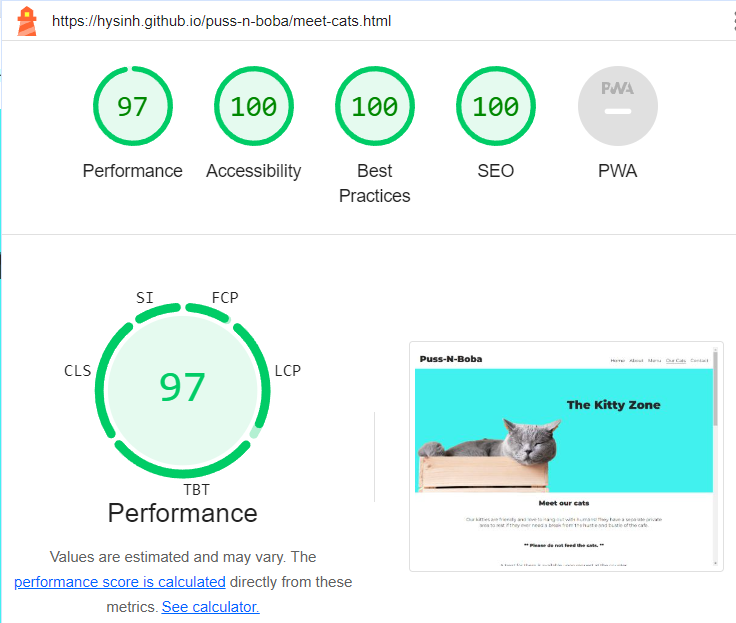 https://hysinh.github.io/puss-n-boba/meet-cats.html
97
100
100
100
PWA
Performance
Accessibility
Best
Practices
SEO
PWA
SI
FCP
CLS
LCP
97
TBT
Performance
Values are estimated and may vary. The
performance score is calculated directly from these
metrics. See calculator.
Puss-N-Boba
Home About Menu Our Cats Contact
The Kitty Zone
Meet our cats
Our kitties are friendly and love to hang out with humans! They have a separate private
area to rest if they ever need a break from the hustle and bustle of the cafe.
** Please do not feed the cats. **